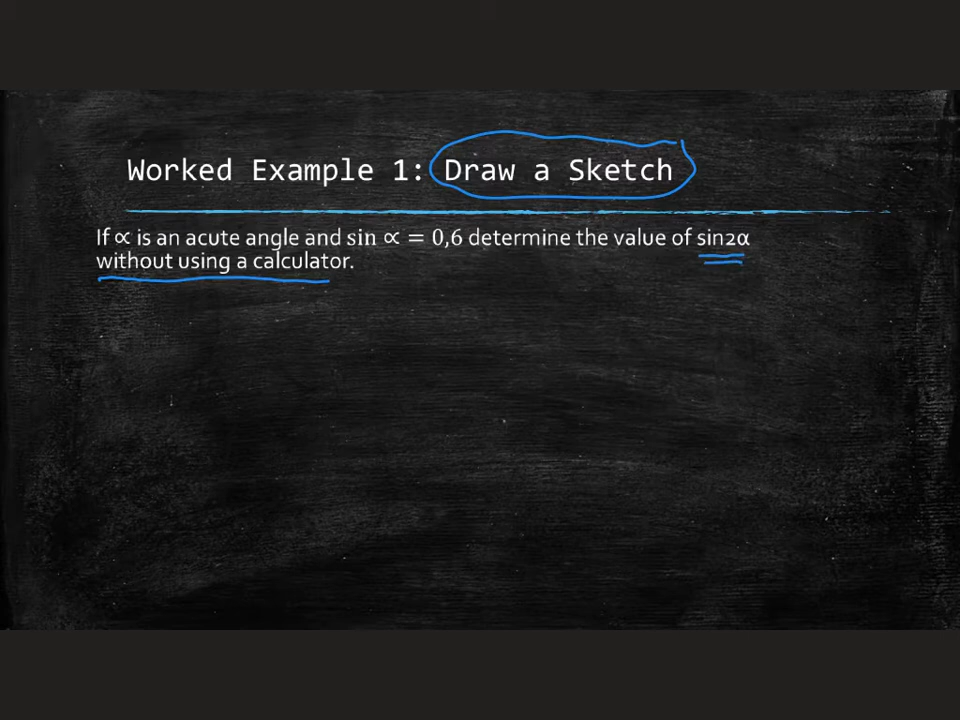 Worked Example 1: Draw a Sketch
If ∝ is an acute angle and sin ∝ = 0,6 determine the value of sin2α
without using a calculator.